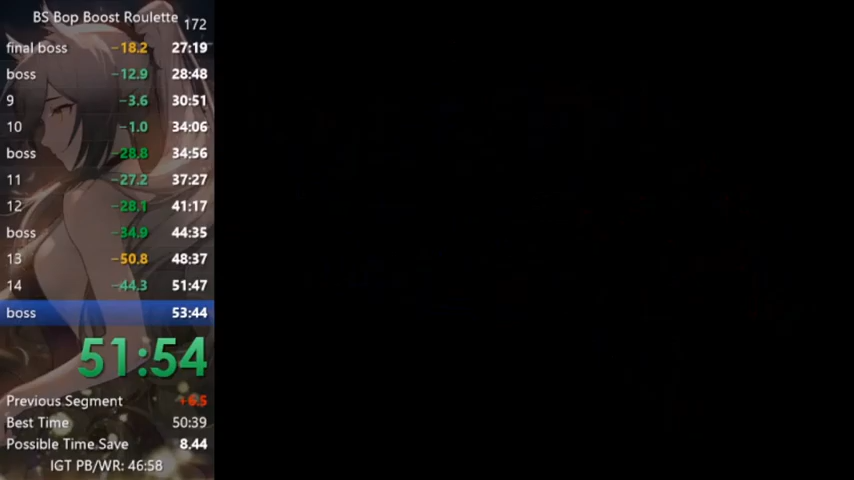 BS Bop Boost Roulette 172
final boss -18.2 27:19
boss -12.9 28:48
9 -3.6 30:51
10 -1.0 34:06
boss -28.8 34:56
11 -27.2 37:27
12 -28.1 41:17
boss -34.9 44:35
13 -50.8 48:37
14 -44.3 51:47
boss 53:44
51:54
Previous Segment +6.5
Best Time 50:39
Possible Time Save 8.44
IGT PB/WR: 46:58